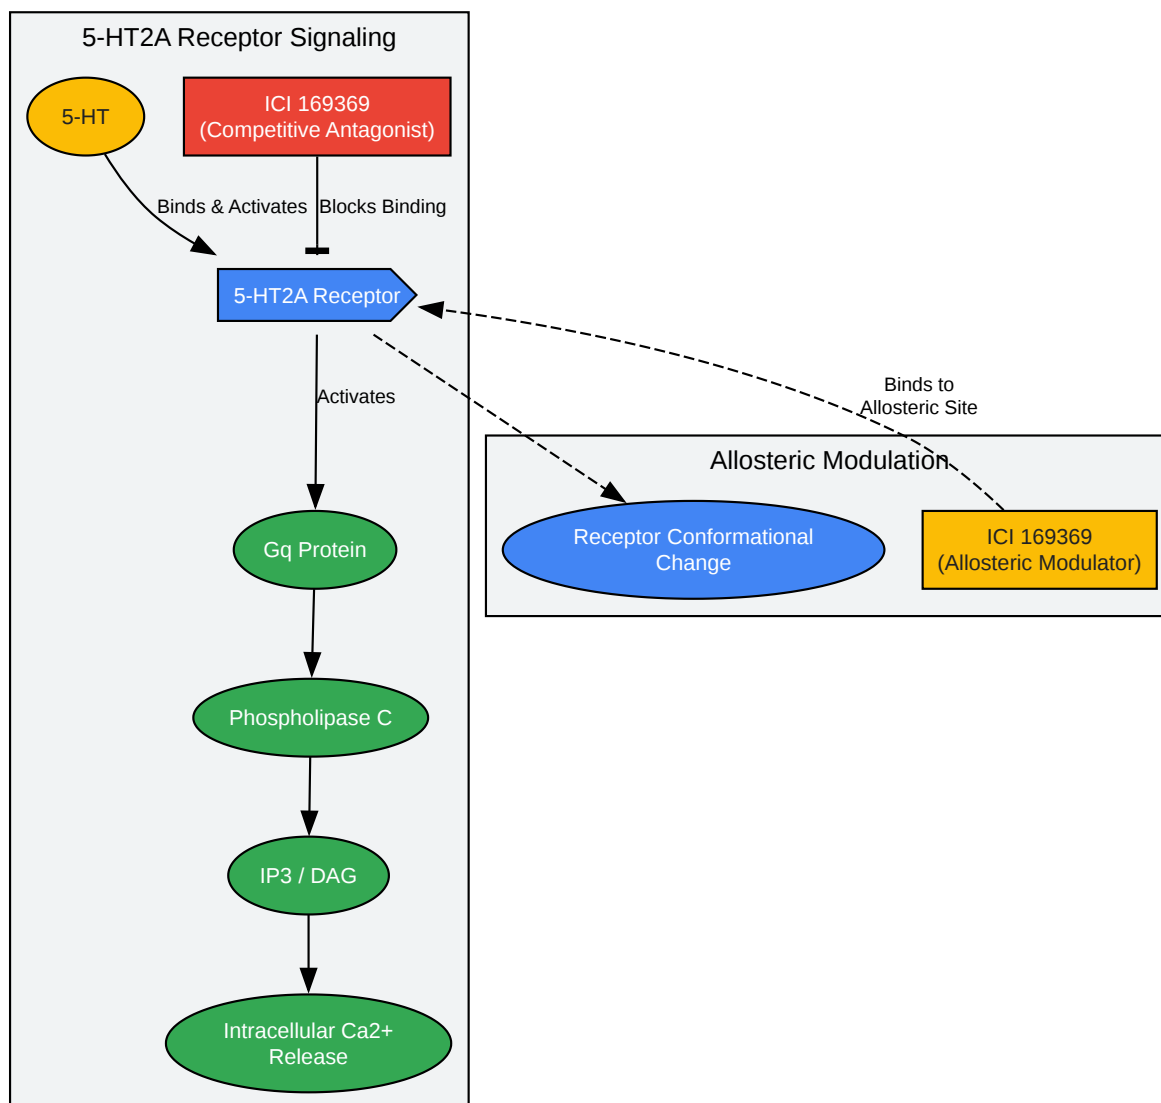 5-HT2A Receptor Signaling
5-HT
ICI 169369
(Competitive Antagonist)
Binds & Activates
Blocks Binding
5-HT2A Receptor
Activates
Binds to
Allosteric Site
Allosteric Modulation
Gq Protein
Receptor Conformational
Change
ICI 169369
(Allosteric Modulator)
Phospholipase C
IP3 / DAG
Intracellular Ca2+
Release